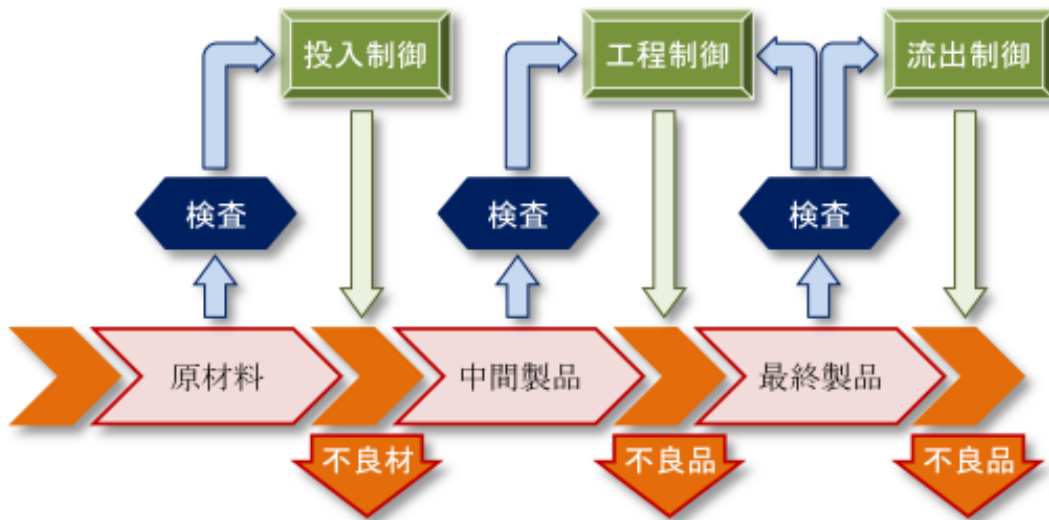 投入制御
工程制御
流出制御
検査
検査
検査
原材料
中間製品
最終製品
不良材
不良品
不良品